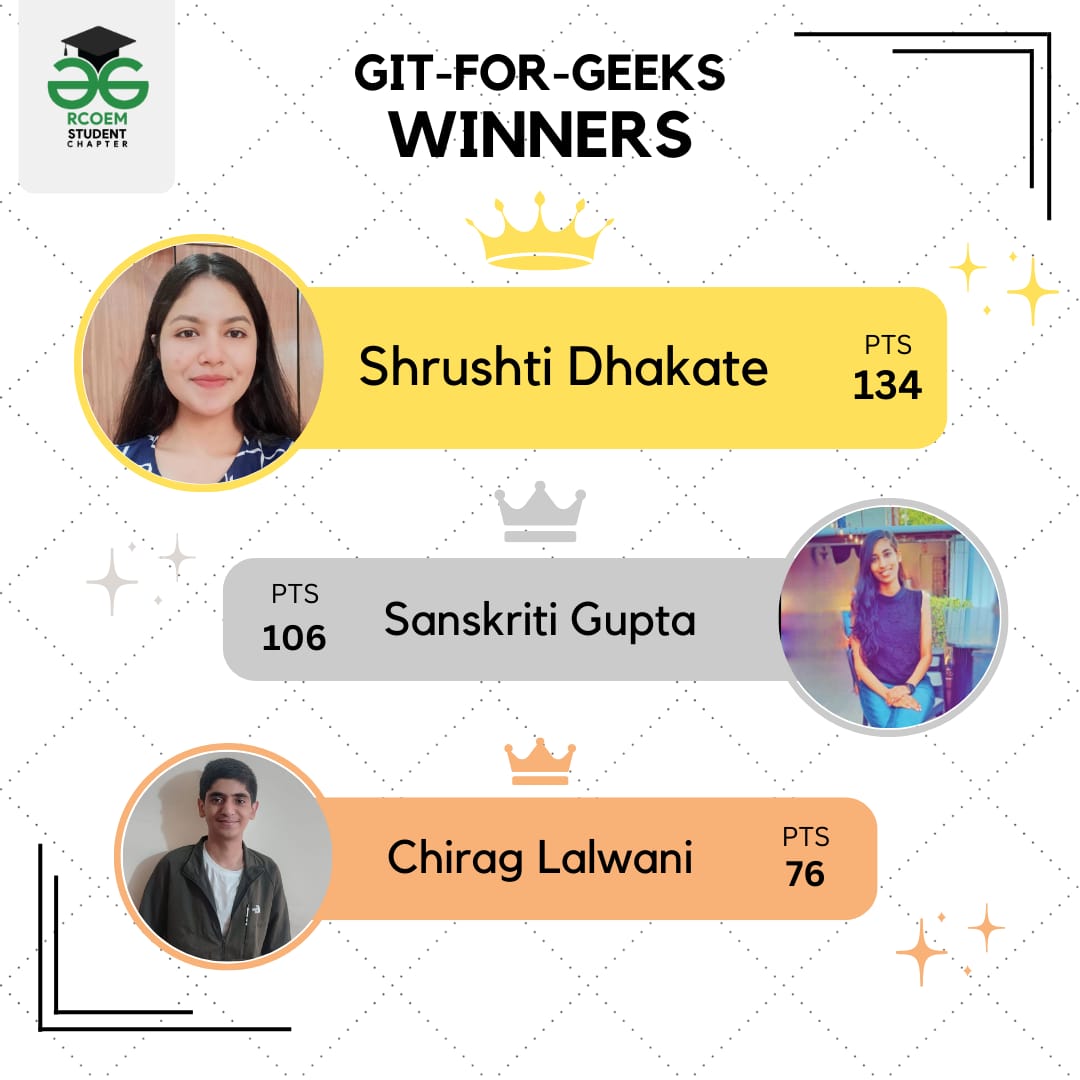 RCOEM
STUDENT
CHAPTER
GIT-FOR-GEEKS
WINNERS
Shrushti Dhakate
PTS
134
PTS
106
Sanskriti Gupta
Chirag Lalwani
PTS
76